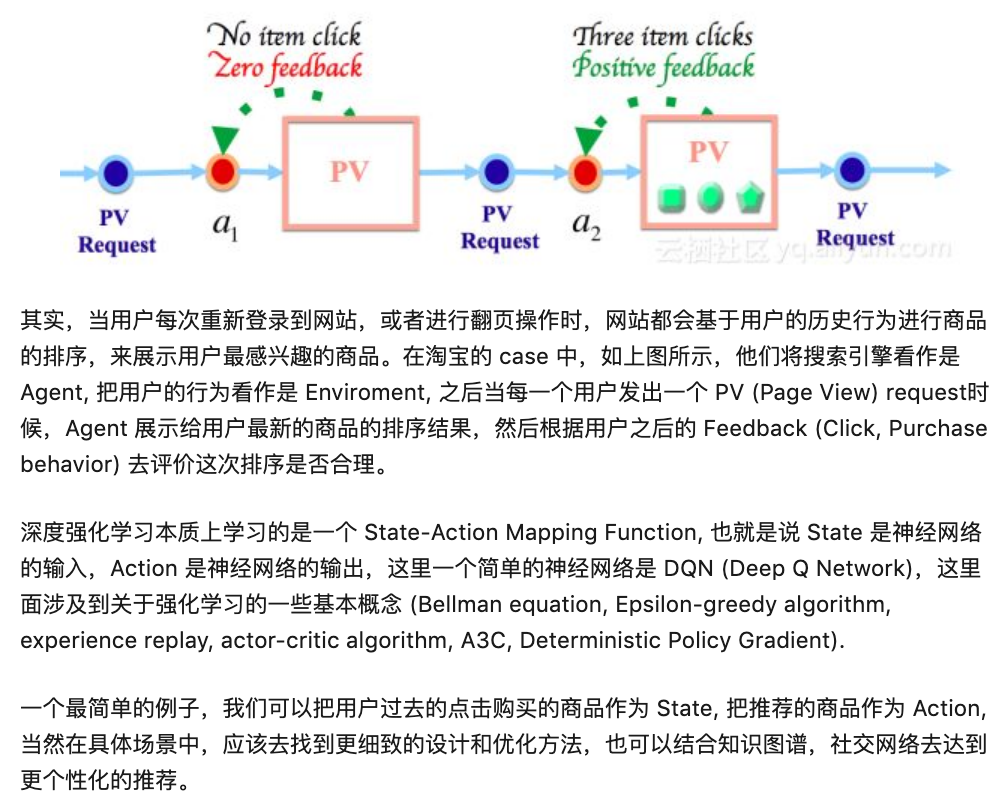 No item click
Zero feedback
Three item clicks
Positive feedback
PV
PV
PV
Request
a1
PV
Request
a2
PV
Request
云栖社区 yq.aliyun.com
其实，当用户每次重新登录到网站，或者进行翻页操作时，网站都会基于用户的历史行为进行商品
的排序，来展示用户最感兴趣的商品。在淘宝的 case 中，如上图所示，他们将搜索引擎看作是
Agent, 把用户的行为看作是 Enviroment, 之后当每一个用户发出一个 PV (Page View) request时
候，Agent 展示给用户最新的商品的排序结果，然后根据用户之后的 Feedback (Click, Purchase
behavior) 去评价这次排序是否合理。
深度强化学习本质上学习的是一个 State-Action Mapping Function, 也就是说 State 是神经网络
的输入，Action 是神经网络的输出，这里一个简单的神经网络是 DQN (Deep Q Network)，这里
面涉及到关于强化学习的一些基本概念 (Bellman equation, Epsilon-greedy algorithm,
experience replay, actor-critic algorithm, A3C, Deterministic Policy Gradient).
一个最简单的例子，我们可以把用户过去的点击购买的商品作为 State, 把推荐的商品作为 Action,
当然在具体场景中，应该去找到更细致的设计和优化方法，也可以结合知识图谱，社交网络去达到
更个性化的推荐。